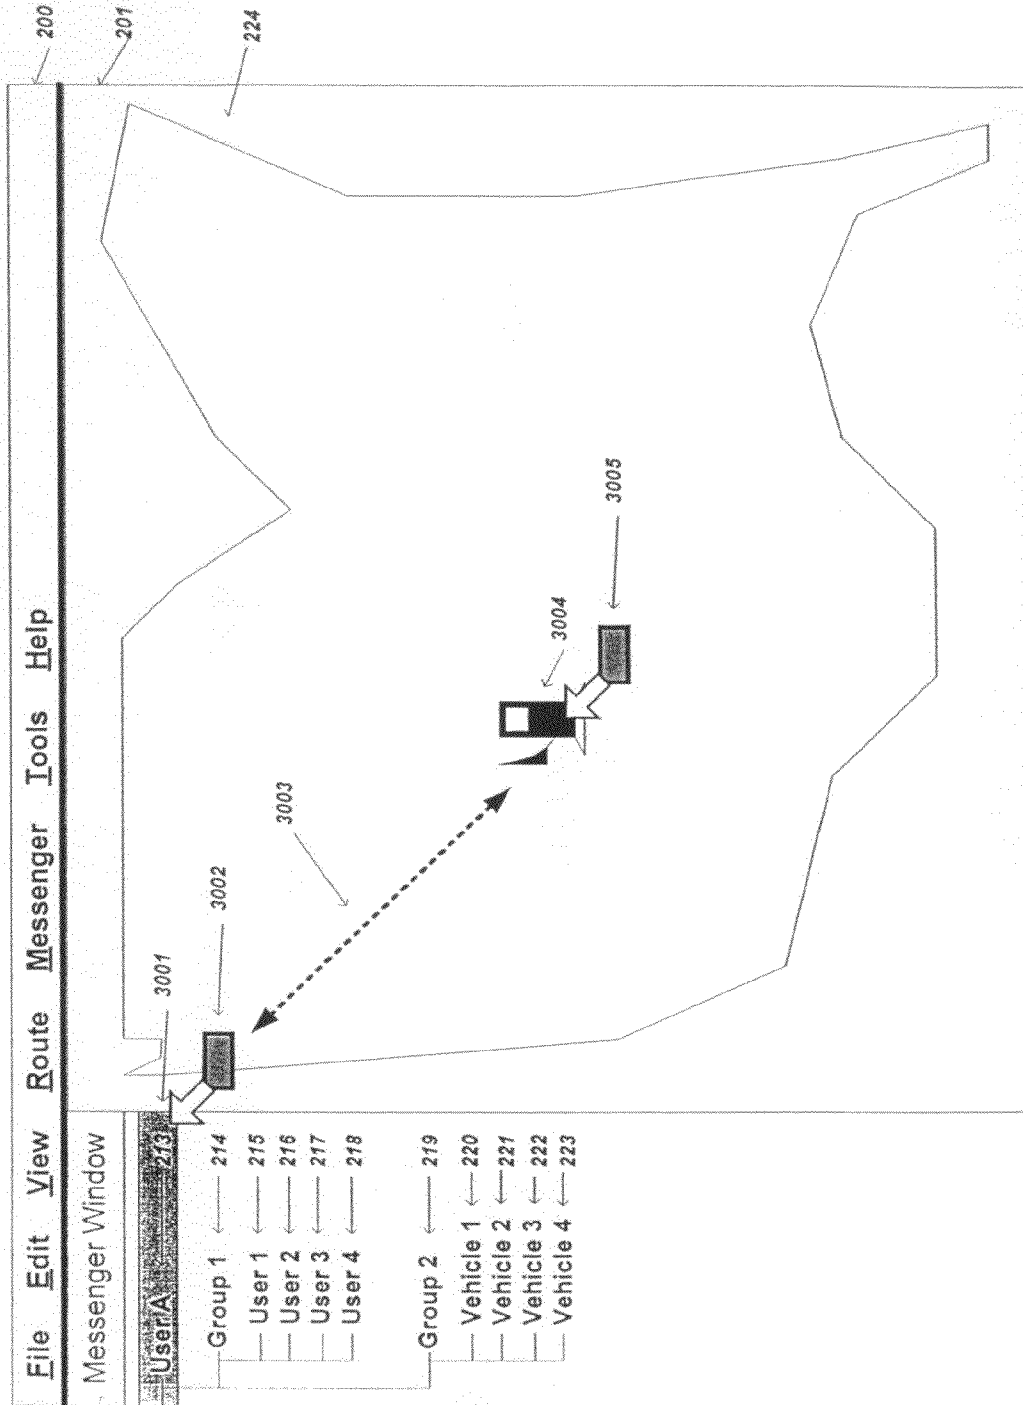 200
201
224
File Edit View Route Messenger Tools Help
Messenger Window
User A 213
3001
Group 1 214
3002
User 1 215
User 2 216
User 3 217
User 4 218
3003
Group 2 219
Vehicle 1 220
Vehicle 2 221
Vehicle 3 222
Vehicle 4 223
3004
3005